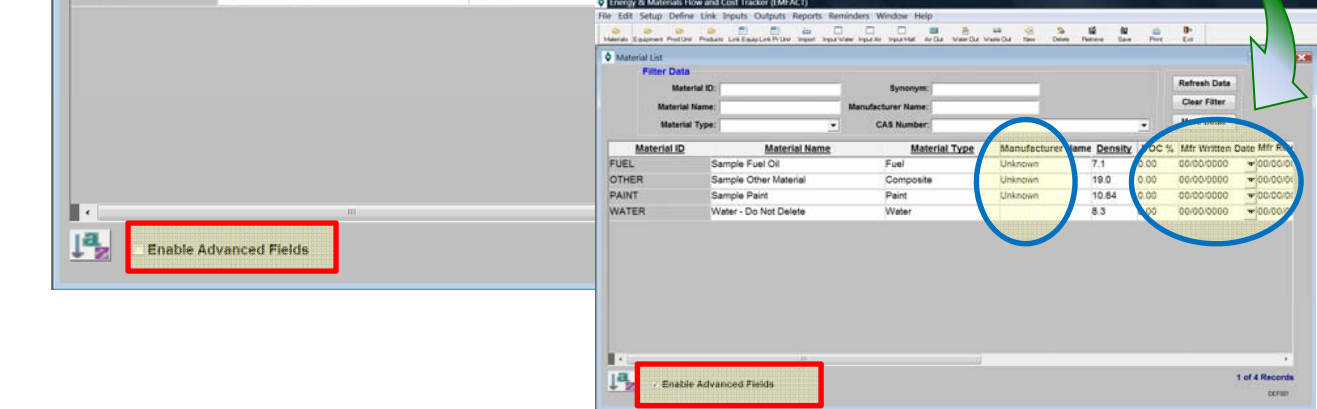 Energy & Materials Flow and Cost Tracker (EMFACT)
File Edit Setup Define Link Inputs Outputs Reports Reminders Window Help
Materials Equipment Prod Unit Products Link Equip Link Pr Unit Import Input Water Input Air Input Mat Air Out Water Out Waste Out New Delete Retrieve Save Print Exit
Material List
Filter Data
Material ID: Synonym: Refresh Data
Material Name: Manufacturer Name: Clear Filter
Material Type: CAS Number:
Material ID Material Name Material Type Manufacturer Name Density VOC % Mfr Written Date Mfr
FUEL Sample Fuel Oil Fuel Unknown 7.1 0.00 00/00/0000
OTHER Sample Other Material Composite Unknown 19.0 0.00 00/00/0000
PAINT Sample Paint Paint Unknown 10.84 0.00 00/00/0000
WATER Water - Do Not Delete Water 8.3 0.00 00/00/0000
Enable Advanced Fields
Enable Advanced Fields
1 of 4 Records